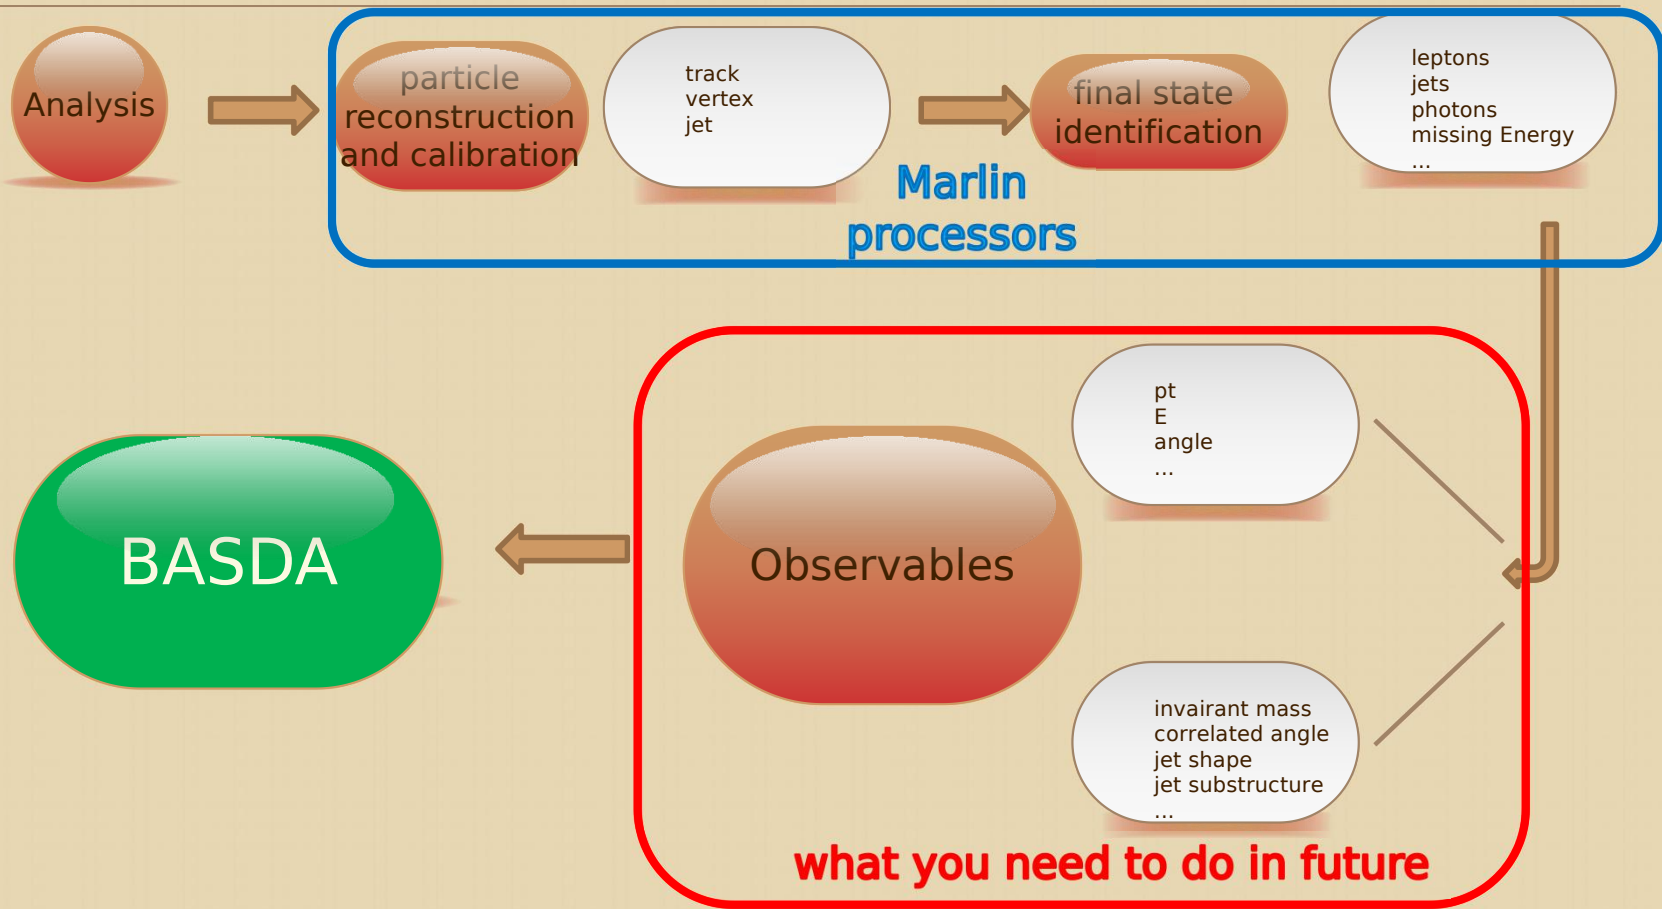 Analysis
particle
reconstruction
and calibration
track
vertex
jet
final state
identification
leptons
jets
photons
missing Energy
...
Marlin
processors
pt
E
angle
...
Observables
BASDA
invairant mass
correlated angle
jet shape
jet substructure
...
what you need to do in future